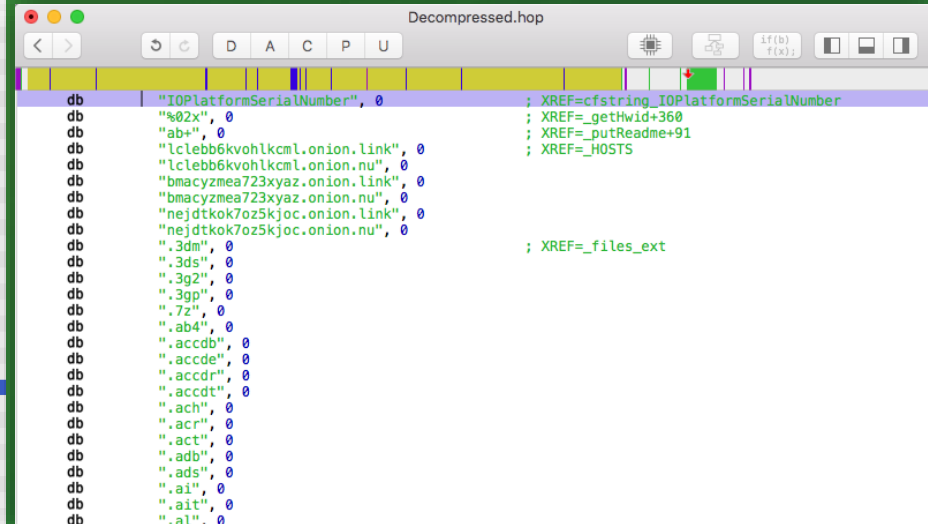 Decompressed.hop
D A C P U if(b) f(x);
db "IOPlatformSerialNumber", 0 ; XREF=cfstring_IOPlatformSerialNumber
db "%02x", 0 ; XREF=_getHwid+360
db "ab+", 0 ; XREF=_putReadme+91
db "lclebb6kvohlkcml.onion.link", 0 ; XREF=_HOSTS
db "lclebb6kvohlkcml.onion.nu", 0
db "bmacyzmea723xyaz.onion.link", 0
db "bmacyzmea723xyaz.onion.nu", 0
db "nejdtkok7oz5kjoc.onion.link", 0
db "nejdtkok7oz5kjoc.onion.nu", 0
db ".3dm", 0 ; XREF=_files_ext
db ".3ds", 0
db ".3g2", 0
db ".3gp", 0
db ".7z", 0
db ".ab4", 0
db ".accdb", 0
db ".accde", 0
db ".accdr", 0
db ".accdt", 0
db ".ach", 0
db ".acr", 0
db ".act", 0
db ".adb", 0
db ".ads", 0
db ".ai", 0
db ".ait", 0
db ".al", 0